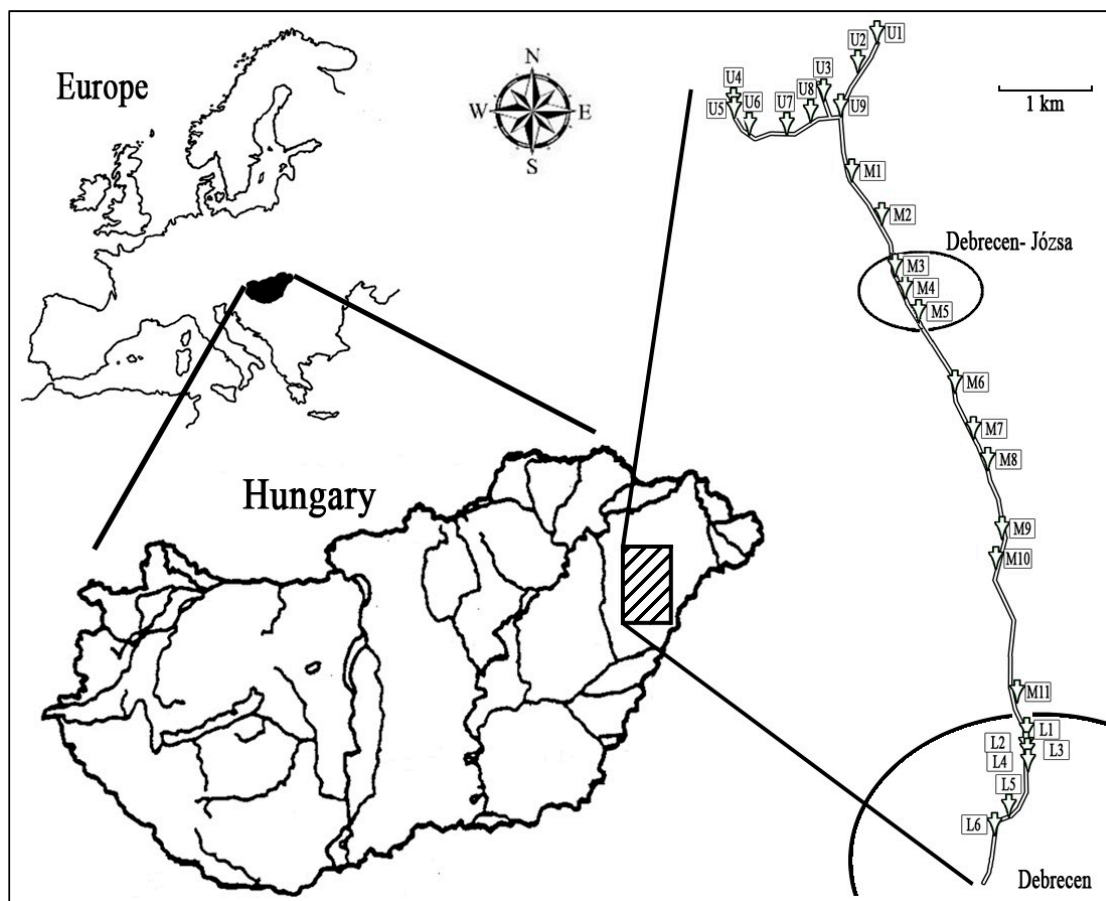 Europe
N
W
E
S
U1
U2
U3
U4
U5
U6
U7
U8
U9
1 km
M1
M2
Debrecen- Józsa
M3
M4
M5
M6
M7
M8
Hungary
M9
M10
M11
L1
L2
L3
L4
L5
L6
Debrecen